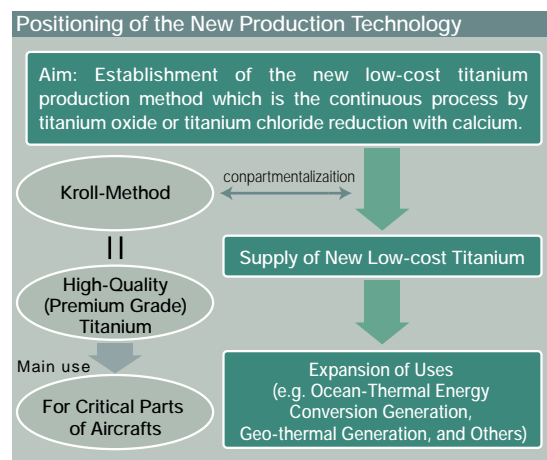 Positioning of the New Production Technology
Aim: Establishment of the new low-cost titanium
production method which is the continuous process by
titanium oxide or titanium chloride reduction with calcium.
Kroll-Method
conpartmentalizaition
High-Quality
(Premium Grade)
Titanium
Supply of New Low-cost Titanium
Main use
For Critical Parts
of Aircrafts
Expansion of Uses
(e.g. Ocean-Thermal Energy
Conversion Generation,
Geo-thermal Generation, and Others)